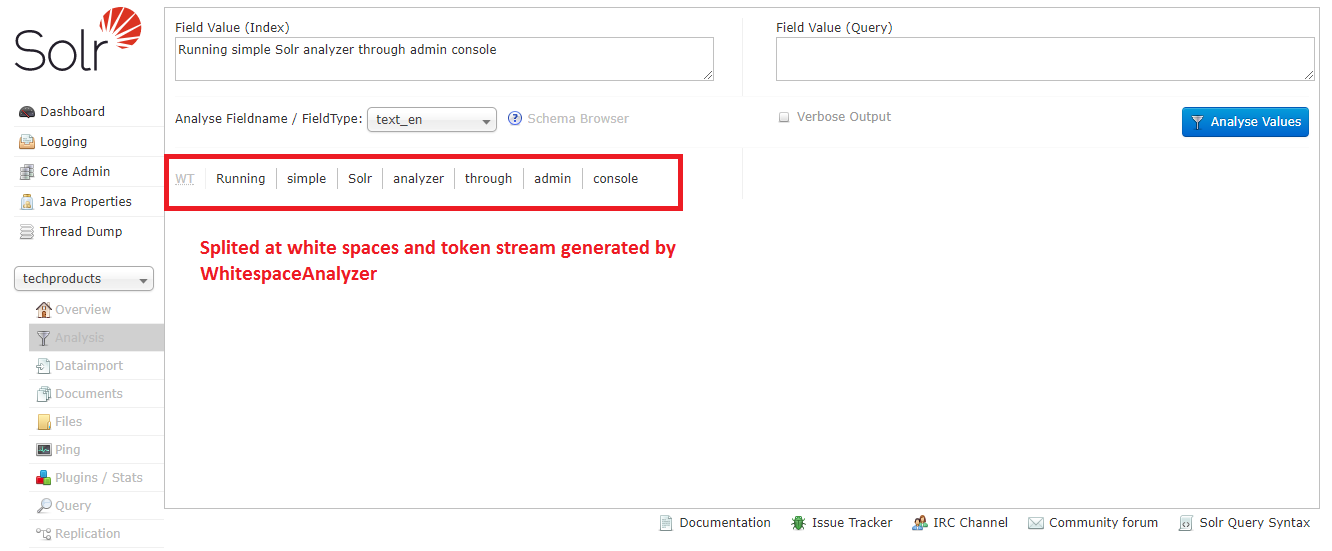 Solr
Dashboard
Logging
Core Admin
Java Properties
Thread Dump
techproducts
Overview
Analysis
Dataimport
Documents
Files
Ping
Plugins / Stats
Query
Replication
Field Value (Index)
Running simple Solr analyzer through admin console
Field Value (Query)
Analyse Fieldname / FieldType: text_en ? Schema Browser
Verbose Output
Analyse Values
WT Running simple Solr analyzer through admin console
Splited at white spaces and token stream generated by
WhitespaceAnalyzer
Documentation Issue Tracker IRC Channel Community forum Solr Query Syntax